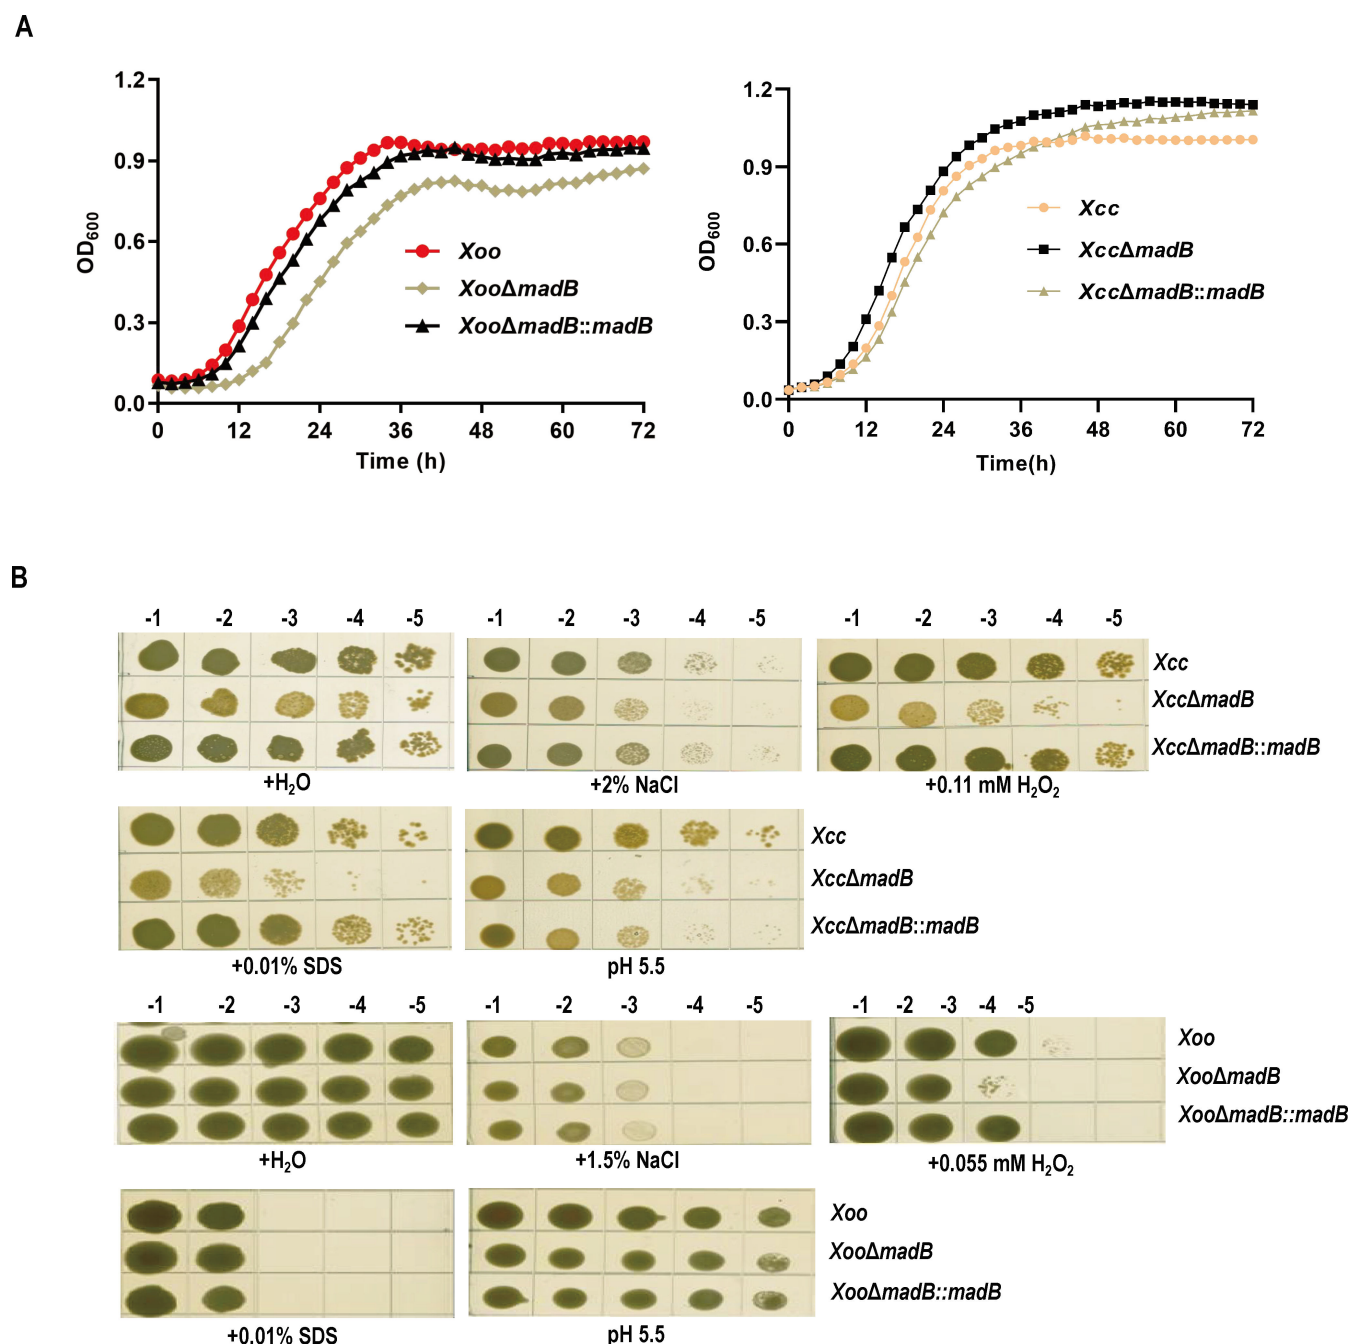 A
1.2
0.9
0.6
0.3
0.0
OD600
0 12 24 36 48 60 72
Time (h)
Xoo
XooΔmadB
XooΔmadB::madB
1.2
0.9
0.6
0.3
0.0
OD600
0 12 24 36 48 60 72
Time(h)
Xcc
XccΔmadB
XccΔmadB::madB
B
-1 -2 -3 -4 -5 -1 -2 -3 -4 -5 -1 -2 -3 -4 -5
Xcc
XccΔmadB
XccΔmadB::madB
+H2O +2% NaCl +0.11 mM H2O2
Xcc
XccΔmadB
XccΔmadB::madB
+0.01% SDS pH 5.5
-1 -2 -3 -4 -5 -1 -2 -3 -4 -5 -1 -2 -3 -4 -5
Xoo
XooΔmadB
XooΔmadB::madB
+H2O +1.5% NaCl +0.055 mM H2O2
Xoo
XooΔmadB
XooΔmadB::madB
+0.01% SDS pH 5.5